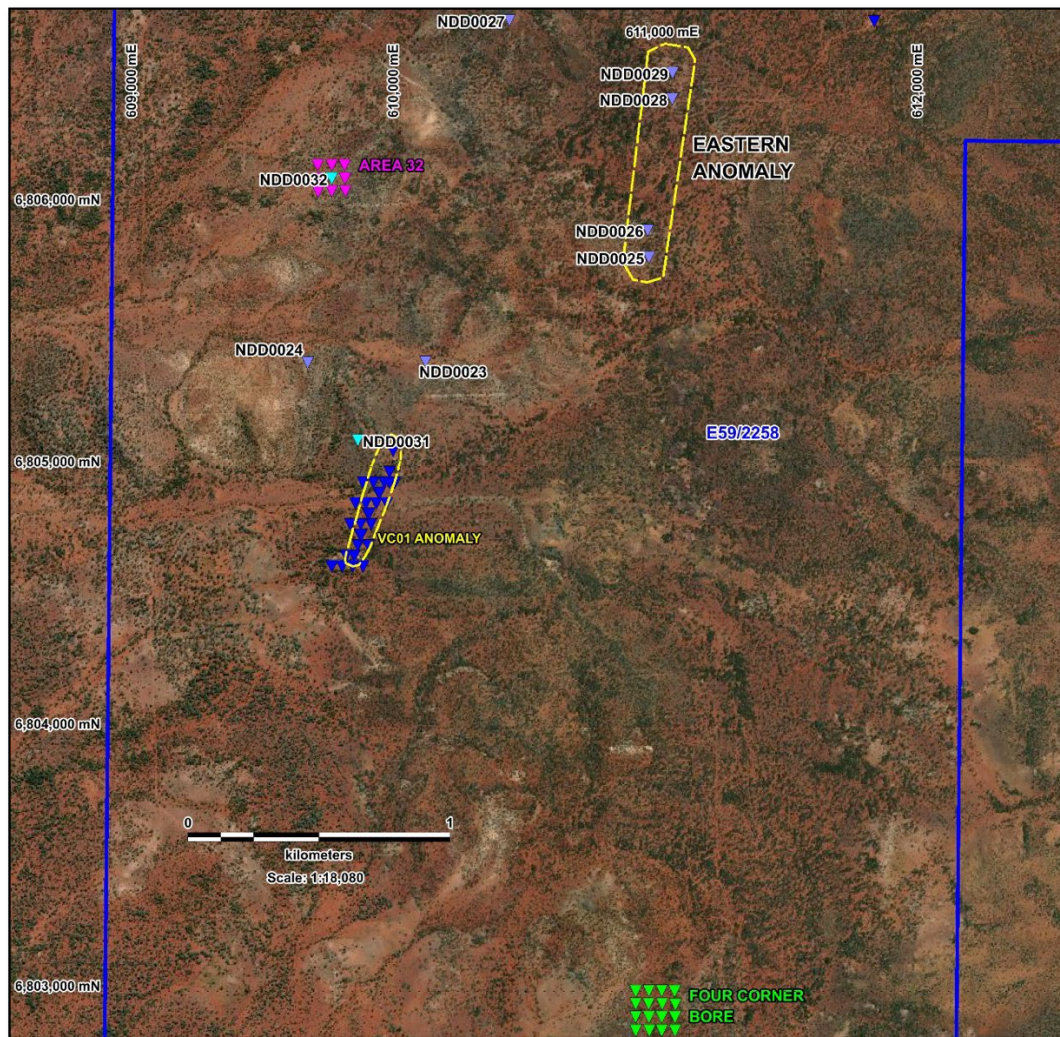 NDD0027
611,000 mE
609,000 mE
610,000 mE
612,000 mE
NDD0029
NDD0028
EASTERN
ANOMALY
AREA 32
NDD0032
6,806,000 mN
NDD0026
NDD0025
NDD0024
NDD0023
E59/2258
NDD0031
6,805,000 mN
VC01 ANOMALY
6,804,000 mN
0 1
kilometers
Scale: 1:18,080
6,803,000 mN
FOUR CORNER
BORE